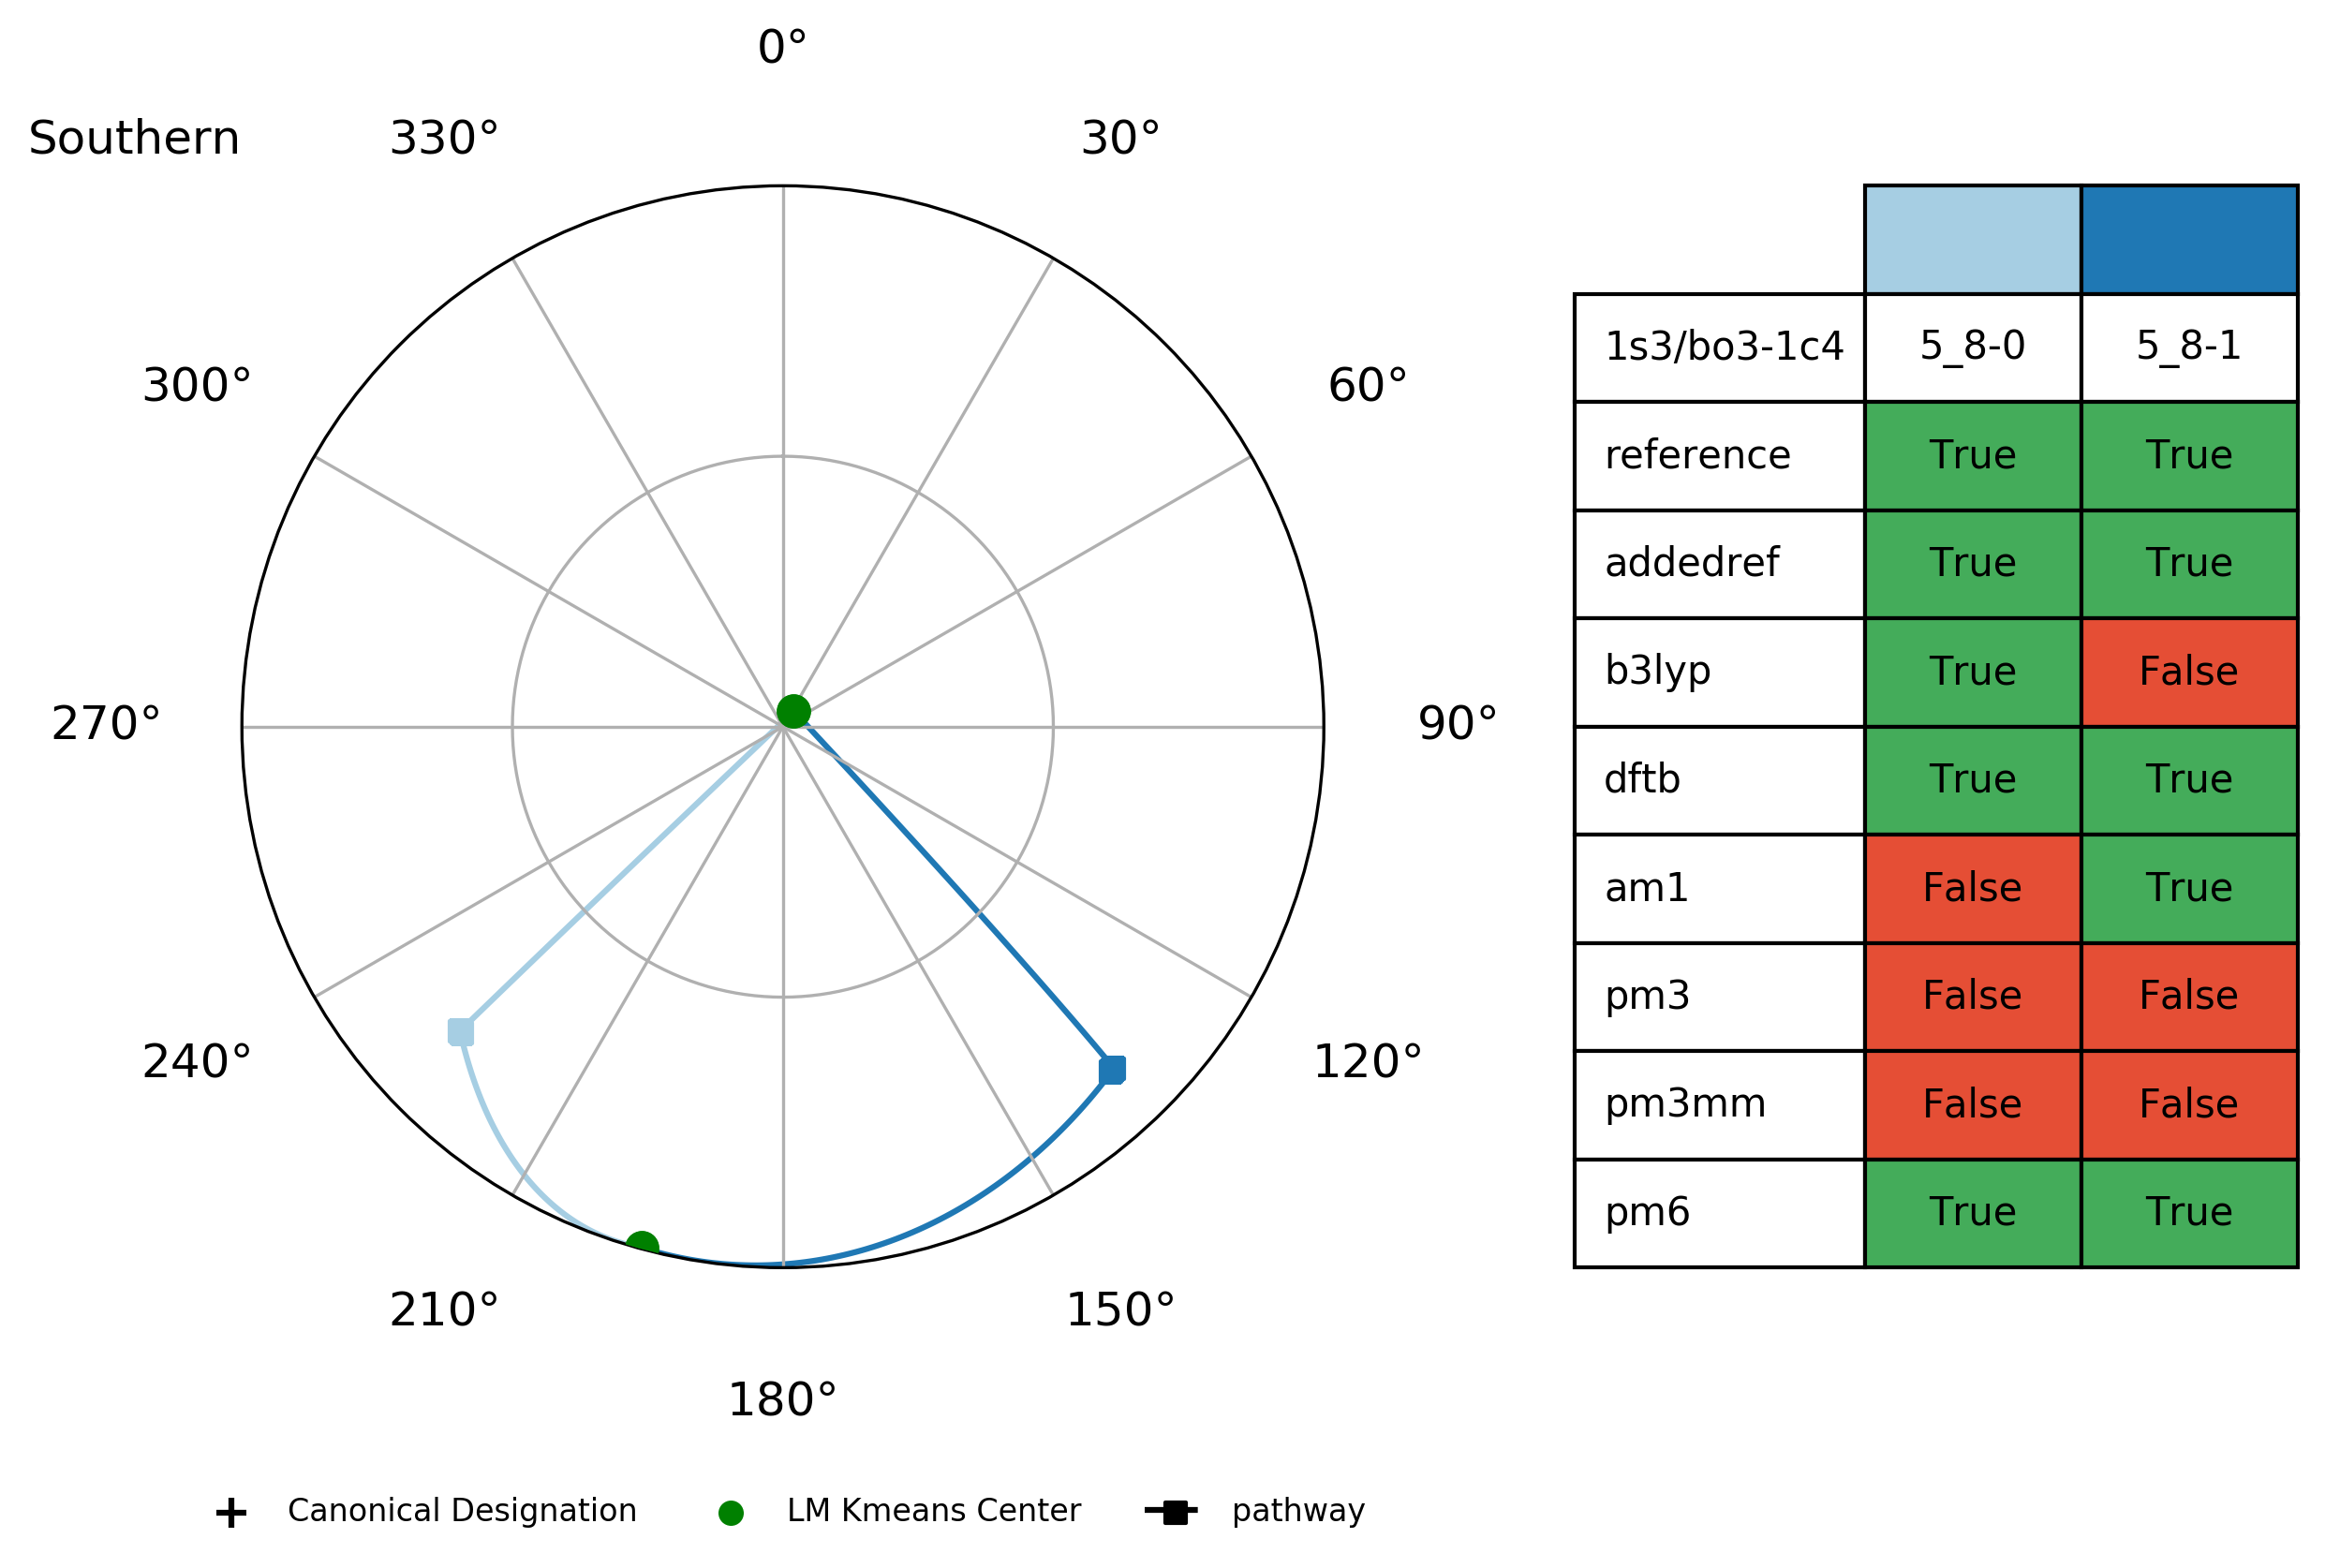 0°
Southern 330° 30°
300° 60°
270° 90°
240° 120°
210° 150°
180°
1s3/bo3-1c4 5_8-0 5_8-1
reference True True
addedref True True
b3lyp True False
dftb True True
am1 False True
pm3 False False
pm3mm False False
pm6 True True
Canonical Designation LM Kmeans Center pathway